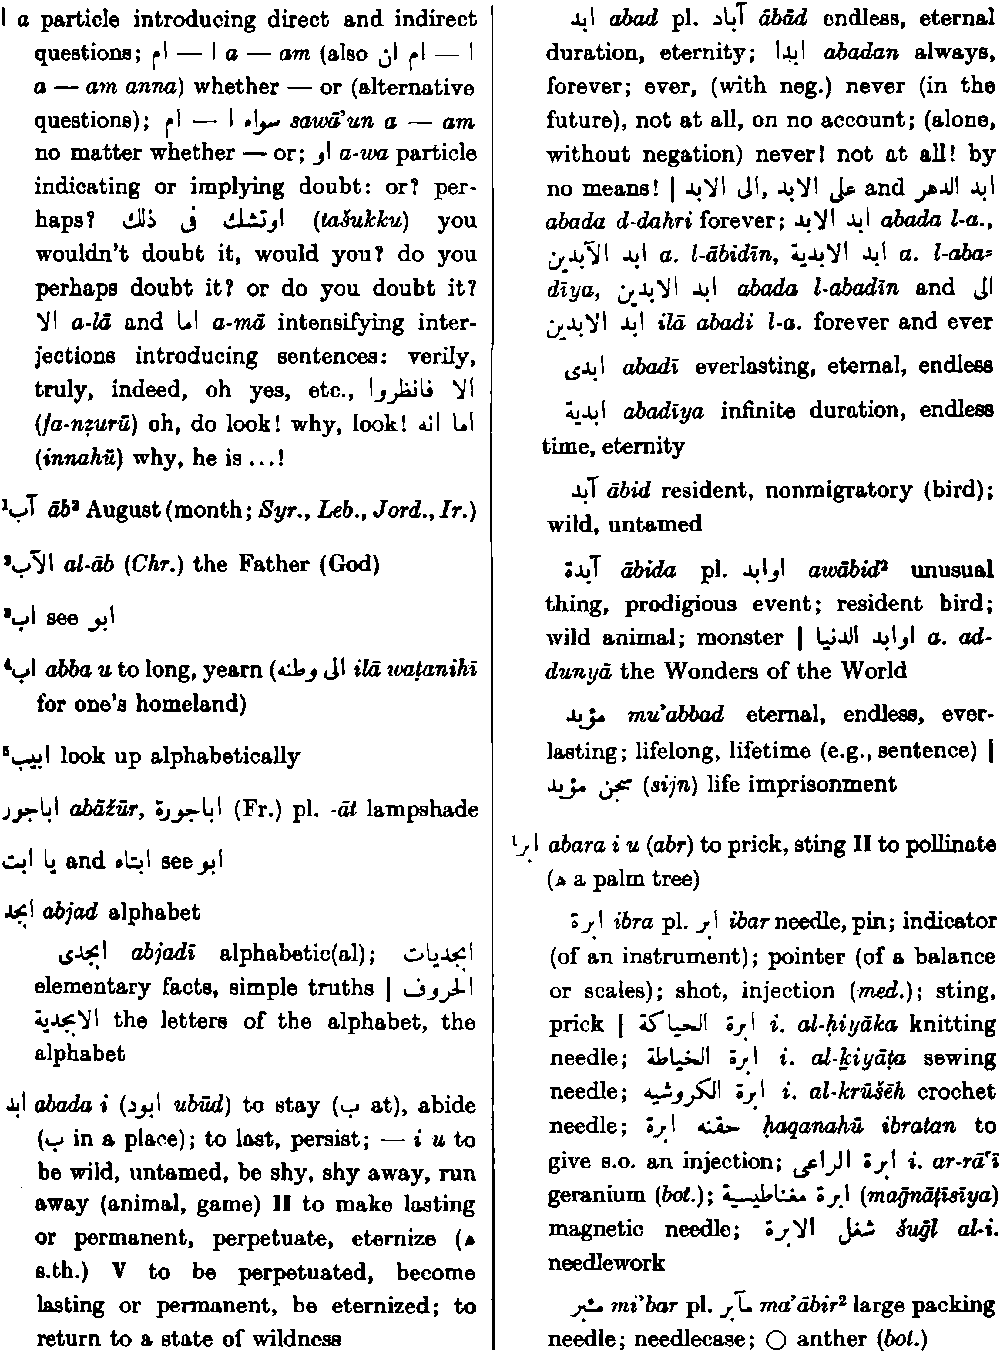 ا a particle introducing direct and indirect
questions; ا — ام a — am (also ا — ام ان
a — am anna) whether — or (alternative
questions); سواء ا — ام sawā’un a — am
no matter whether — or; او a-wa particle
indicating or implying doubt: or? per-
haps? اوتشك فى ذلك (tašukku) you
wouldn’t doubt it, would you? do you
perhaps doubt it? or do you doubt it?
الا a-lā and اما a-mā intensifying inter-
jections introducing sentences: verily,
truly, indeed, oh yes, etc., الا فانظروا
(fa-nẓurū) oh, do look! why, look! اما انه
(innahū) why, he is ...!
¹آب āb² August (month; Syr., Leb., Jord., Ir.)
²الآب al-āb (Chr.) the Father (God)
³اب see ابو
⁴اب abba u to long, yearn (الى وطنه ilā waṭanihī
for one’s homeland)
⁵ابيب look up alphabetically
اباجور abāžūr, اباجورة (Fr.) pl. -āt lampshade
يا ابت and ابتاه see ابو
ابجد abjad alphabet
ابجدى abjadī alphabetic(al); ابجديات
elementary facts, simple truths | الحروف
الابجدية the letters of the alphabet, the
alphabet
ابد abada i (ابود ubūd) to stay (ب at), abide
(ب in a place); to last, persist; — i u to
be wild, untamed, be shy, shy away, run
away (animal, game) II to make lasting
or permanent, perpetuate, eternize (ه
s.th.) V to be perpetuated, become
lasting or permanent, be eternized; to
return to a state of wildness
ابد abad pl. آباد ābād endless, eternal
duration, eternity; ابدا abadan always,
forever; ever, (with neg.) never (in the
future), not at all, on no account; (alone,
without negation) never! not at all! by
no means! | الى الابد, على الابد and ابد الدهر
abada d-dahri forever; ابد الابد abada l-a.,
ابد الآبدين a. l-ābidīn, ابد الابدية a. l-aba=
dīya, ابد الابدين abada l-abadīn and الى
ابد الابدين ilā abadi l-a. forever and ever
ابدى abadī everlasting, eternal, endless
ابدية abadīya infinite duration, endless
time, eternity
آبد ābid resident, nonmigratory (bird);
wild, untamed
آبدة ābida pl. اوابد awābid² unusual
thing, prodigious event; resident bird;
wild animal; monster | اوابد الدنيا a. ad-
dunyā the Wonders of the World
مؤبد mu’abbad eternal, endless, ever-
lasting; lifelong, lifetime (e.g., sentence) |
سجن مؤبد (sijn) life imprisonment
¹ابر abara i u (abr) to prick, sting II to pollinate
(ه a palm tree)
ابرة ibra pl. ابر ibar needle, pin; indicator
(of an instrument); pointer (of a balance
or scales); shot, injection (med.); sting,
prick | ابرة الحياكة i. al-ḥiyāka knitting
needle; ابرة الخياطة i. al-ḵiyāṭa sewing
needle; ابرة الكروشيه i. al-krūšēh crochet
needle; حقنه ابرة ḥaqanahū ibratan to
give s.o. an injection; ابرة الراعى i. ar-rā‘ī
geranium (bot.); ابرة مغناطيسية (maḡnāṭīsīya)
magnetic needle; شغل الابرة šuḡl al-i.
needlework
مئبر mi’bar pl. مآبر ma’ābir² large packing
needle; needlecase; ○ anther (bot.)